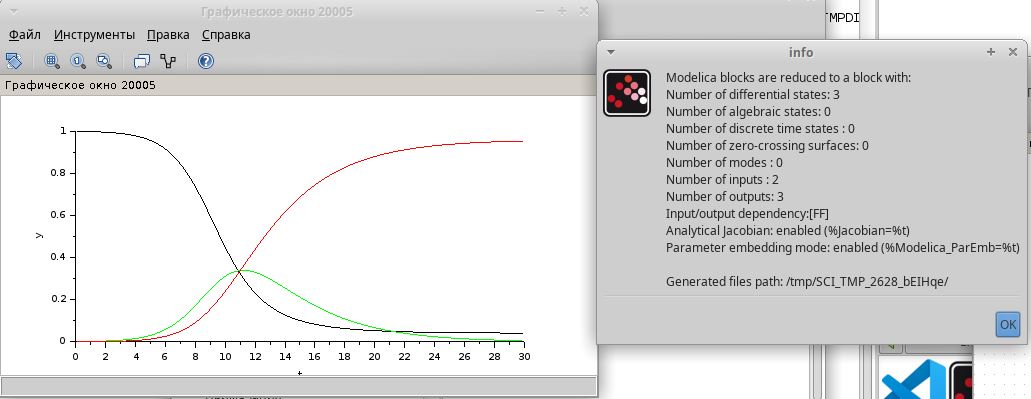 Графическое окно 20005
Файл Инструменты Правка Справка
Графическое окно 20005
1
0.8
0.6
0.4
0.2
0
y
0 2 4 6 8 10 12 14 16 18 20 22 24 26 28 30
TMPDI
info
Modelica blocks are reduced to a block with:
Number of differential states: 3
Number of algebraic states: 0
Number of discrete time states : 0
Number of zero-crossing surfaces: 0
Number of modes : 0
Number of inputs : 2
Number of outputs: 3
Input/output dependency:[FF]
Analytical Jacobian: enabled (%Jacobian=%t)
Parameter embedding mode: enabled (%Modelica_ParEmb=%t)
Generated files path: /tmp/SCI_TMP_2628_bEIHqe/
OK